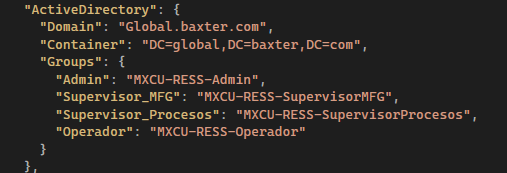 "ActiveDirectory": {
"Domain": "Global.baxter.com",
"Container": "DC=global,DC=baxter,DC=com",
"Groups": {
"Admin": "MXCU-RESS-Admin",
"Supervisor_MFG": "MXCU-RESS-SupervisorMFG",
"Supervisor_Procesos": "MXCU-RESS-SupervisorProcesos",
"Operador": "MXCU-RESS-Operador"
}
},